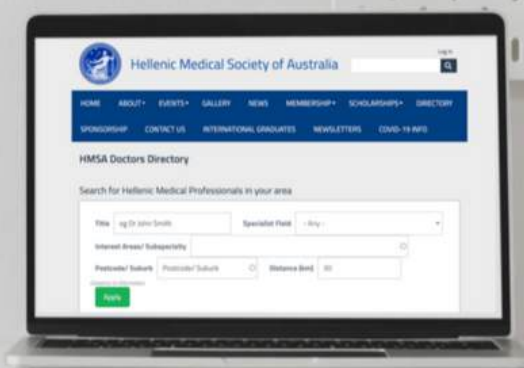 Log in
Hellenic Medical Society of Australia
HOME ABOUT EVENTS GALLERY NEWS MEMBERSHIP SCHOLARSHIPS DIRECTORY
SPONSORSHIP CONTACT US INTERNATIONAL GRADUATES NEWSLETTERS COVID-19 INFO
HMSA Doctors Directory
Search for Hellenic Medical Professionals in your area
Title eg Dr John Smith Specialist Field - Any -
Interest Areas/ Subspecialty
Postcode/ Suburb Postcode/ Suburb Distance (km)
Apply